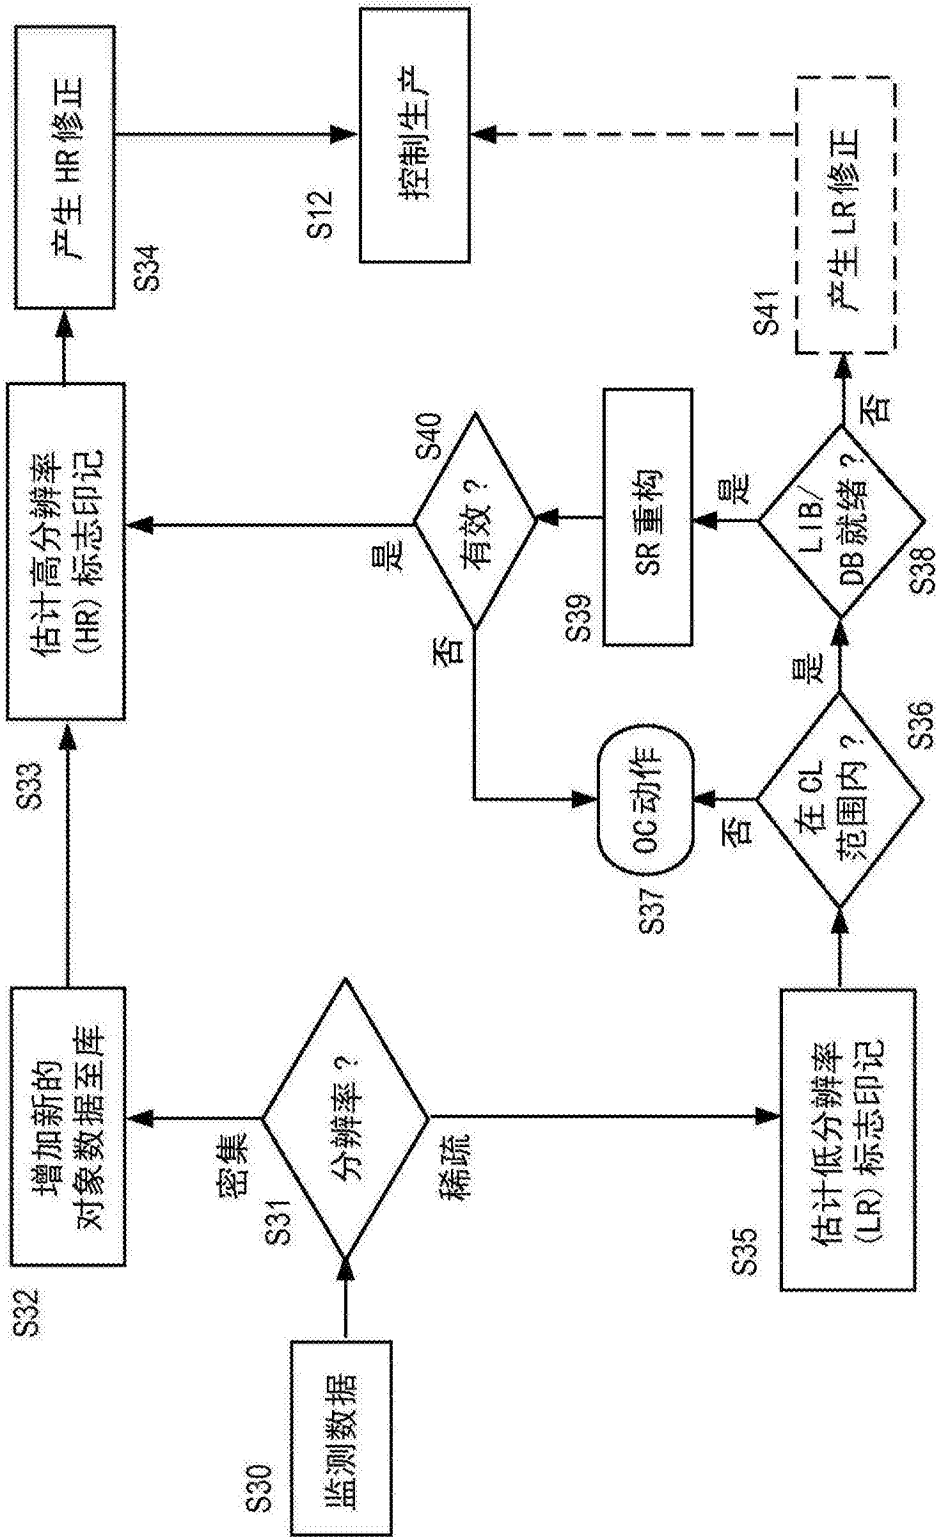 S30
监测数据
S31
分辨率？
密集
稀疏
S32
增加新的
对象数据至库
S33
估计高分辨率
(HR) 标志印记
S34
产生 HR 修正
S12
控制生产
S35
估计低分辨率
(LR) 标志印记
S36
在 CL
范围内？
否
是
S37
OC动作
S38
LIB/
DB就绪？
是
否
S39
SR 重构
S40
有效？
是
否
S41
产生 LR 修正